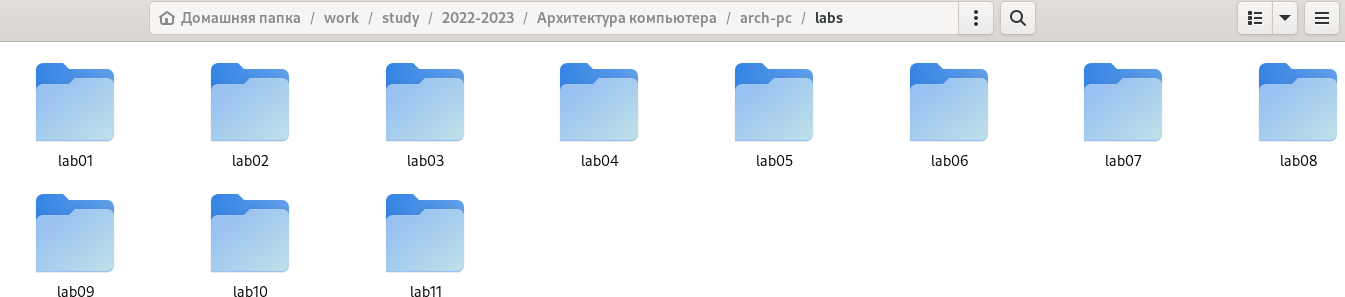 Домашняя папка / work / study / 2022-2023 / Архитектура компьютера / arch-pc / labs
lab01 lab02 lab03 lab04 lab05 lab06 lab07 lab08
lab09 lab10 lab11